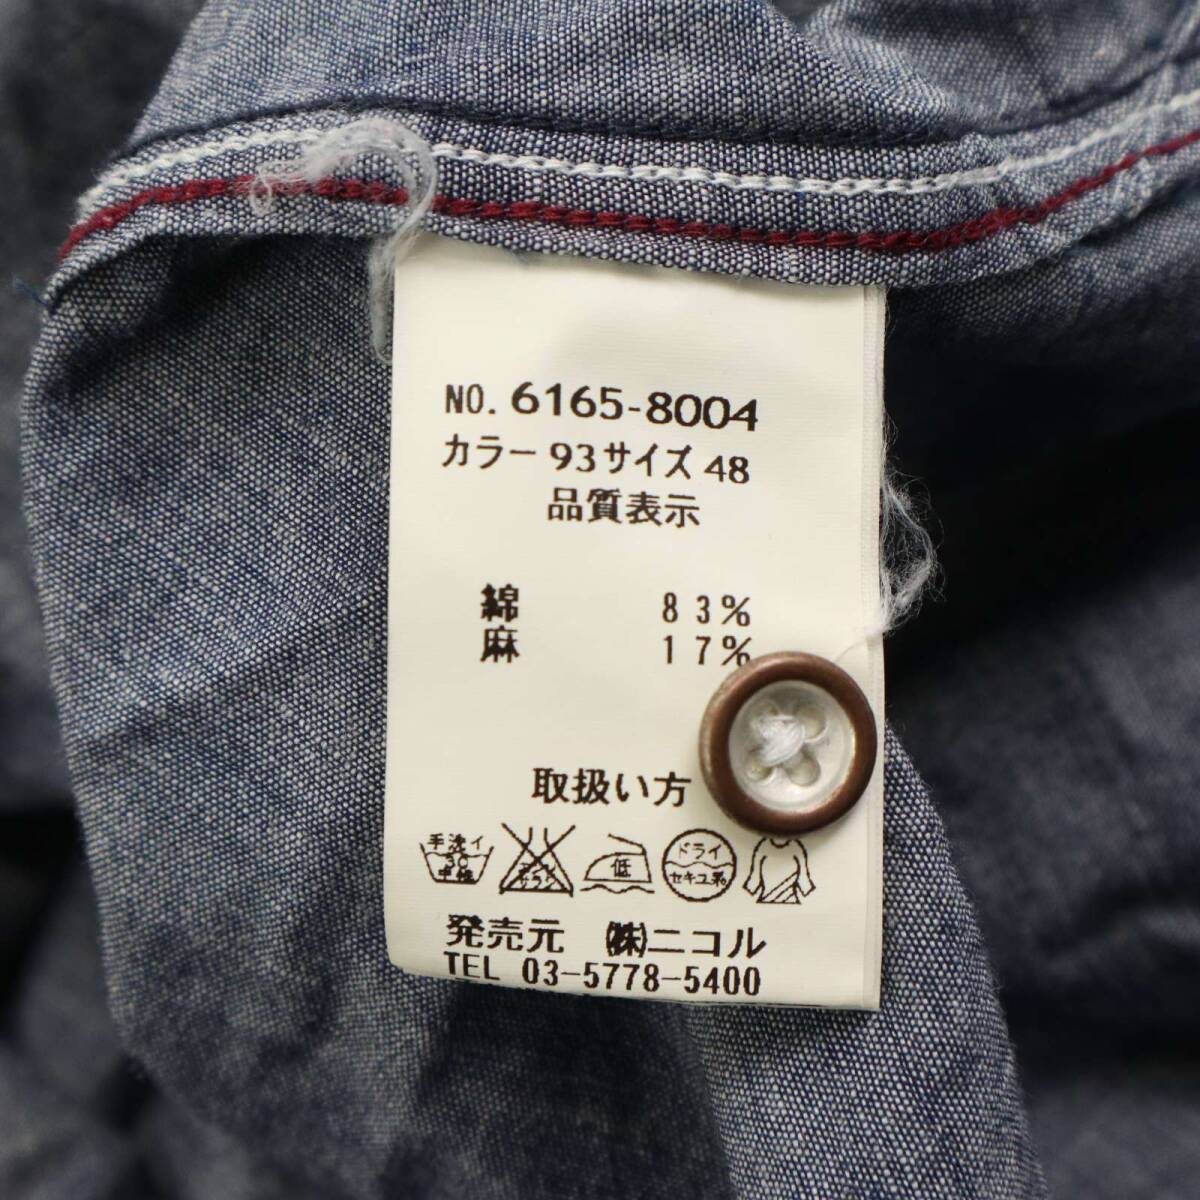 NO. 6165-8004
カラー 93サイズ 48
品質表示
綿 83%
麻 17%
取扱い方
手洗イ
30
中性
低
ドライ
セキユ系
発売元 ㈱ニコル
TEL 03-5778-5400